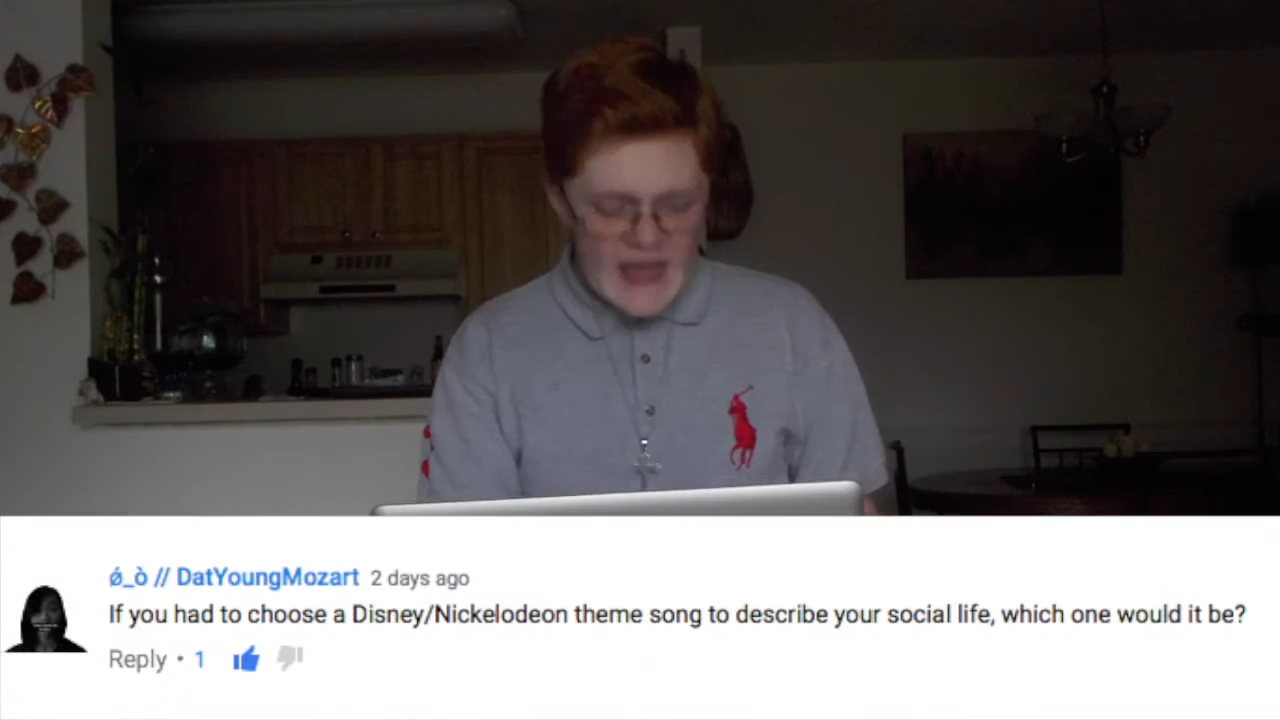 ǿ_ò // DatYoungMozart 2 days ago
If you had to choose a Disney/Nickelodeon theme song to describe your social life, which one would it be?
Reply • 1